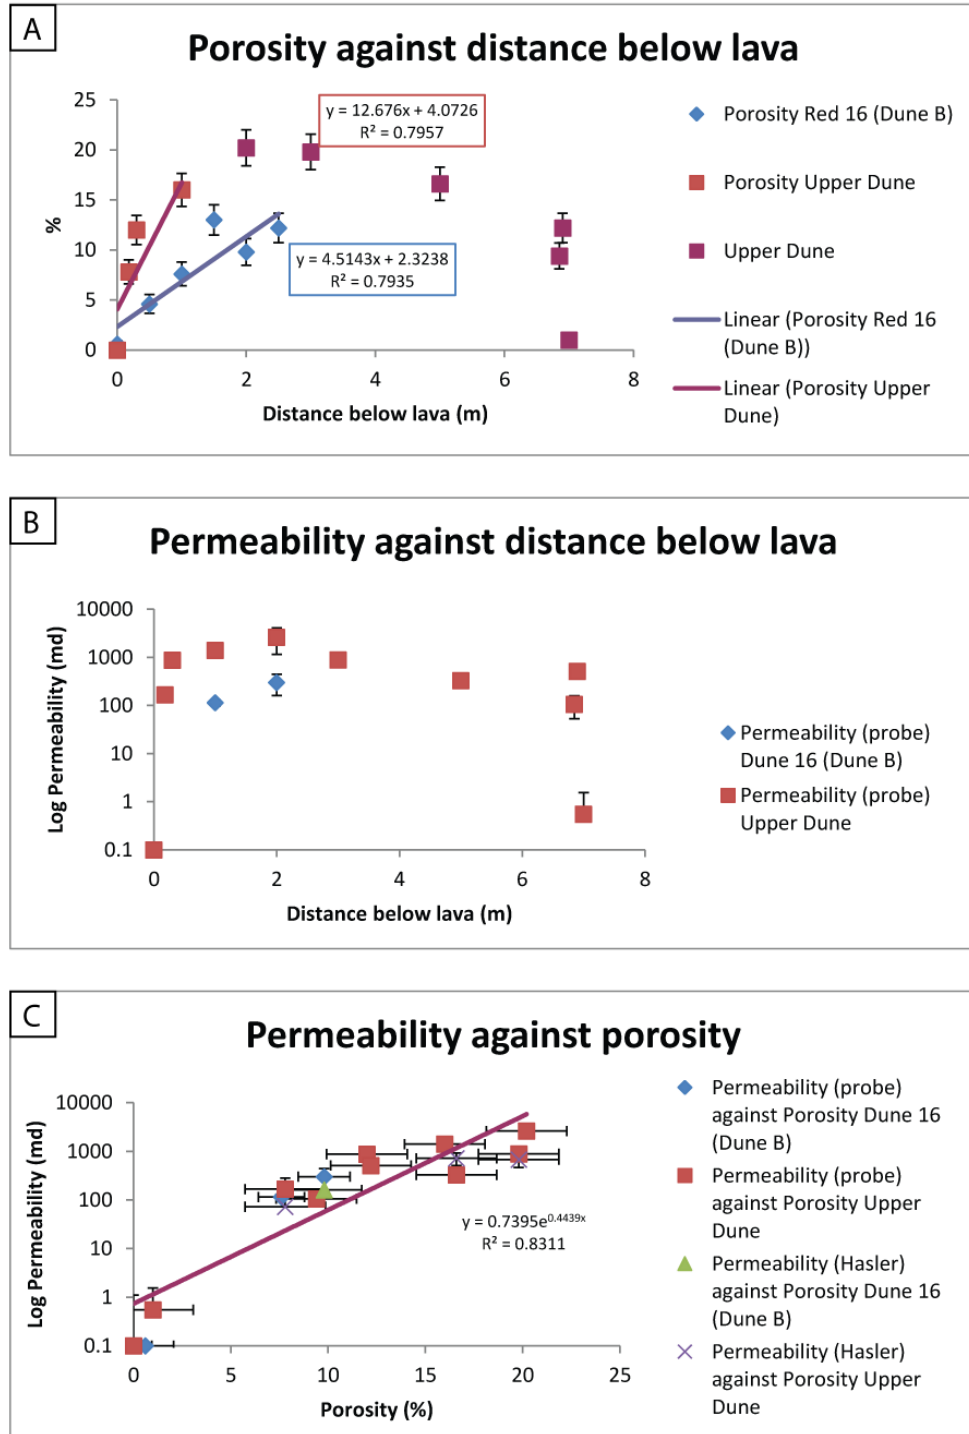 A
Porosity against distance below lava
25
20
15
10
5
0
%
0
2
4
6
8
Distance below lava (m)
y = 12.676x + 4.0726
R² = 0.7957
y = 4.5143x + 2.3238
R² = 0.7935
Porosity Red 16 (Dune B)
Porosity Upper Dune
Upper Dune
Linear (Porosity Red 16
(Dune B))
Linear (Porosity Upper
Dune)
B
Permeability against distance below lava
Log Permeability (md)
10000
1000
100
10
1
0.1
0
2
4
6
8
Distance below lava (m)
Permeability (probe)
Dune 16 (Dune B)
Permeability (probe)
Upper Dune
C
Permeability against porosity
Log Permeability (md)
10000
1000
100
10
1
0.1
0
5
10
15
20
25
Porosity (%)
y = 0.7395e^0.4439x
R² = 0.8311
Permeability (probe)
against Porosity Dune 16
(Dune B)
Permeability (probe)
against Porosity Upper
Dune
Permeability (Hasler)
against Porosity Dune 16
(Dune B)
Permeability (Hasler)
against Porosity Upper
Dune